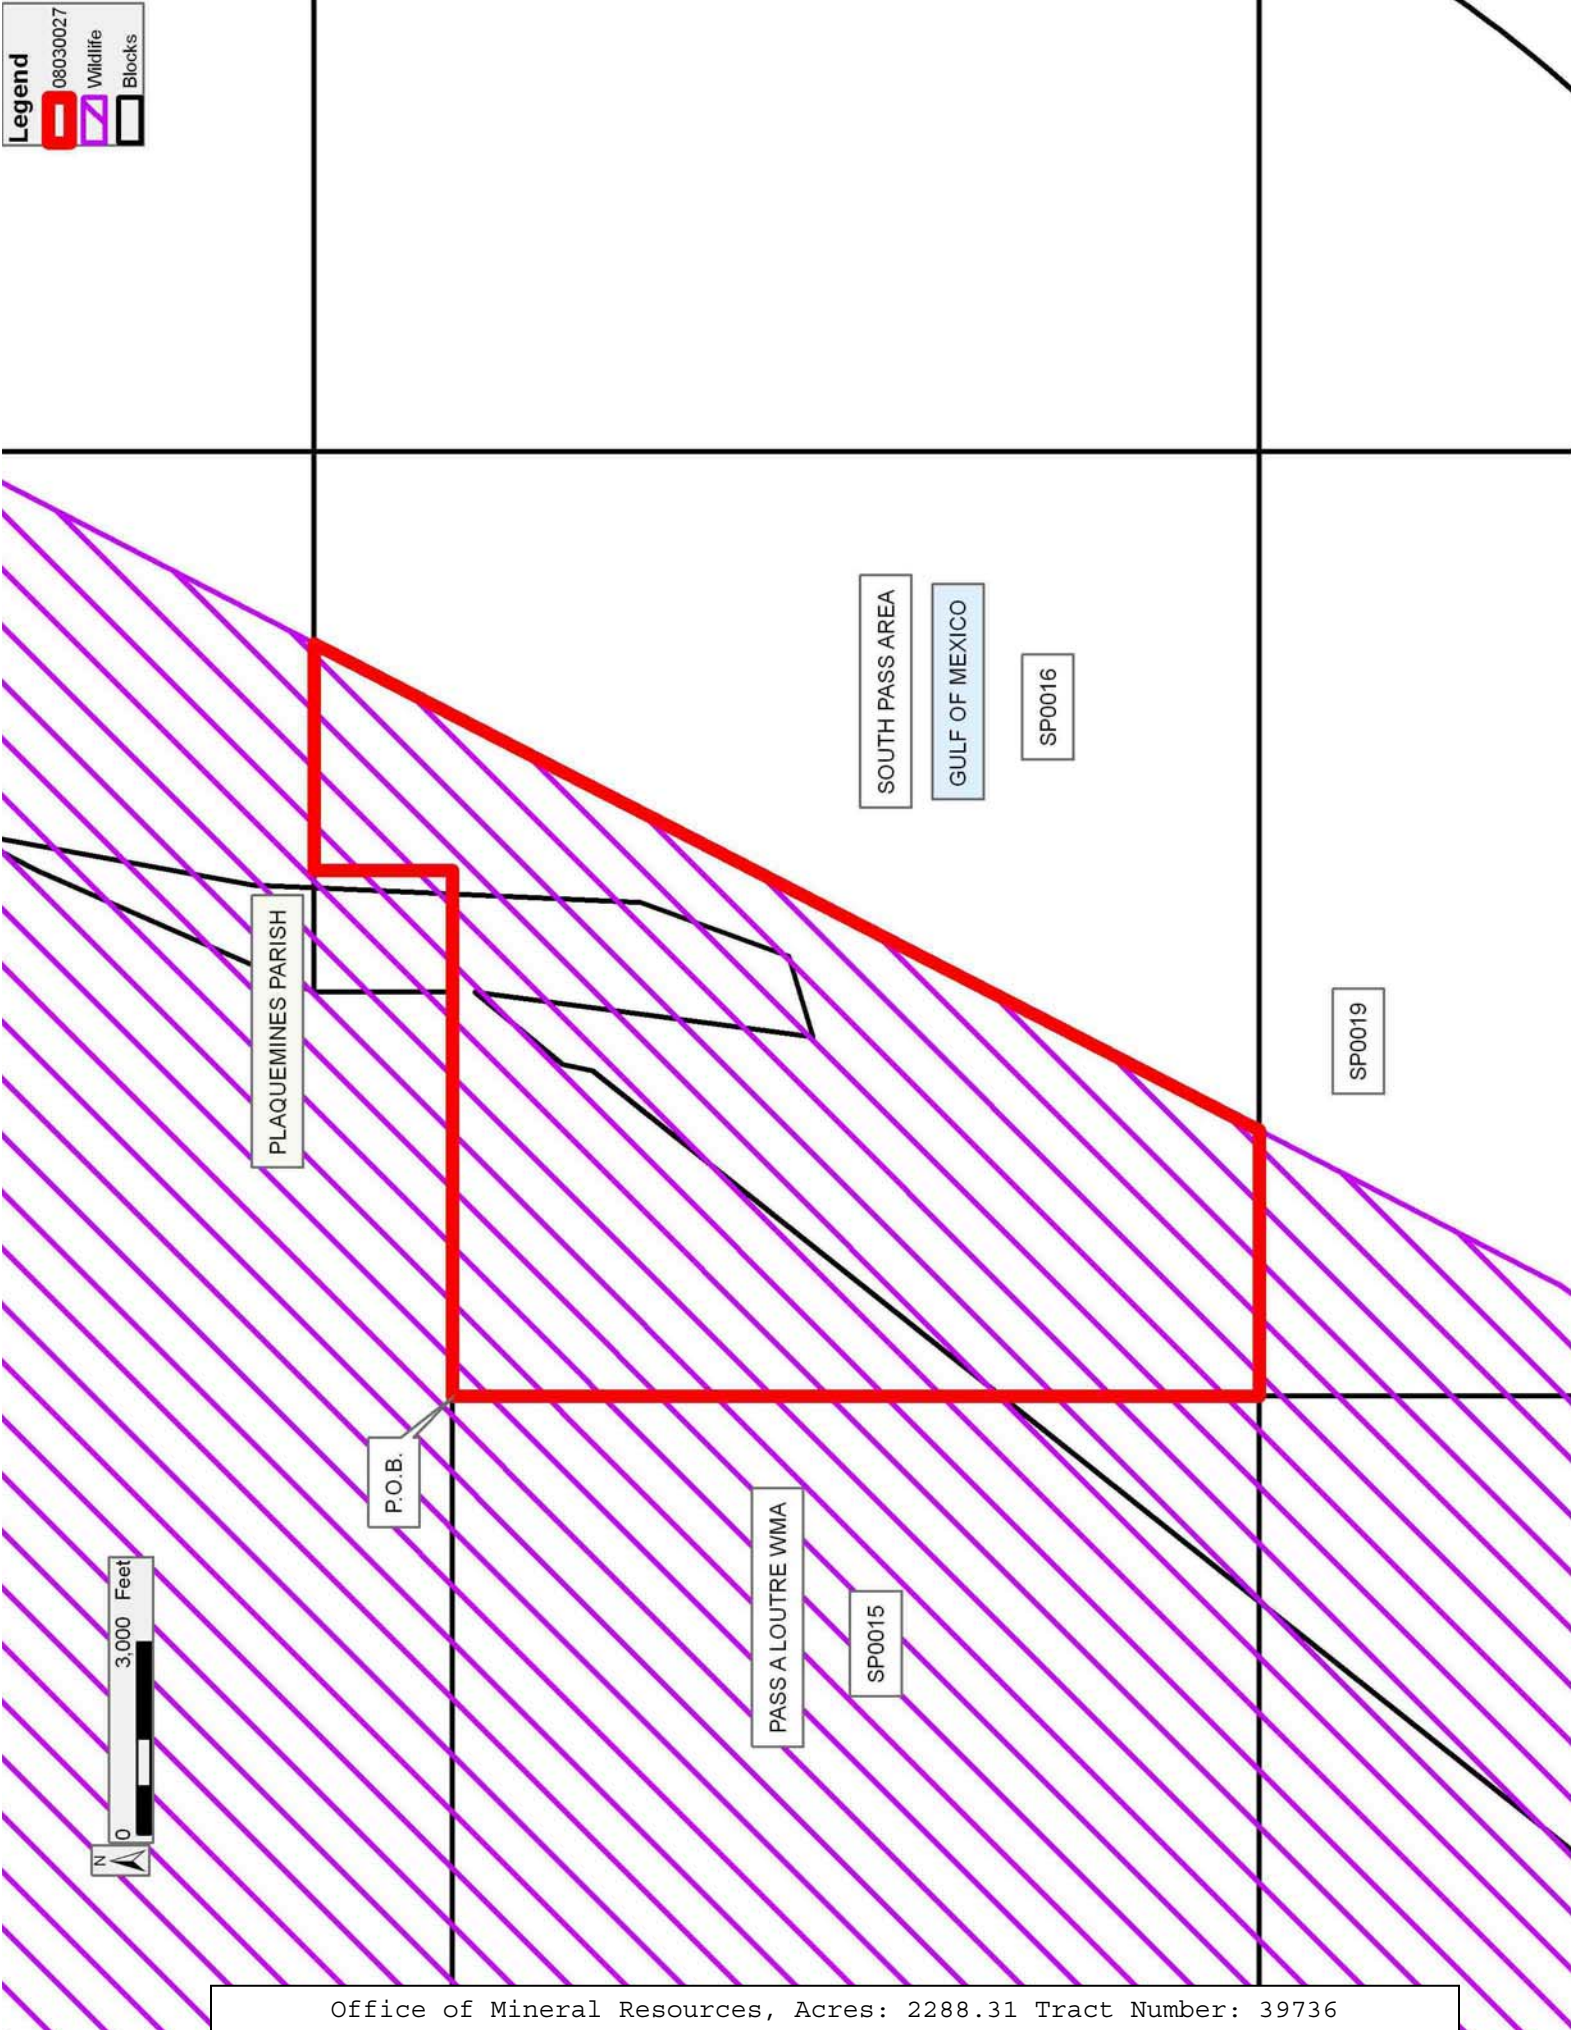 Legend
08030027
Wildlife
Blocks
PLAQUEMINES PARISH
SOUTH PASS AREA
GULF OF MEXICO
SP0016
SP0019
P.O.B.
PASS A LOUTRE WMA
SP0015
N
0 3,000 Feet
Office of Mineral Resources, Acres: 2288.31 Tract Number: 39736